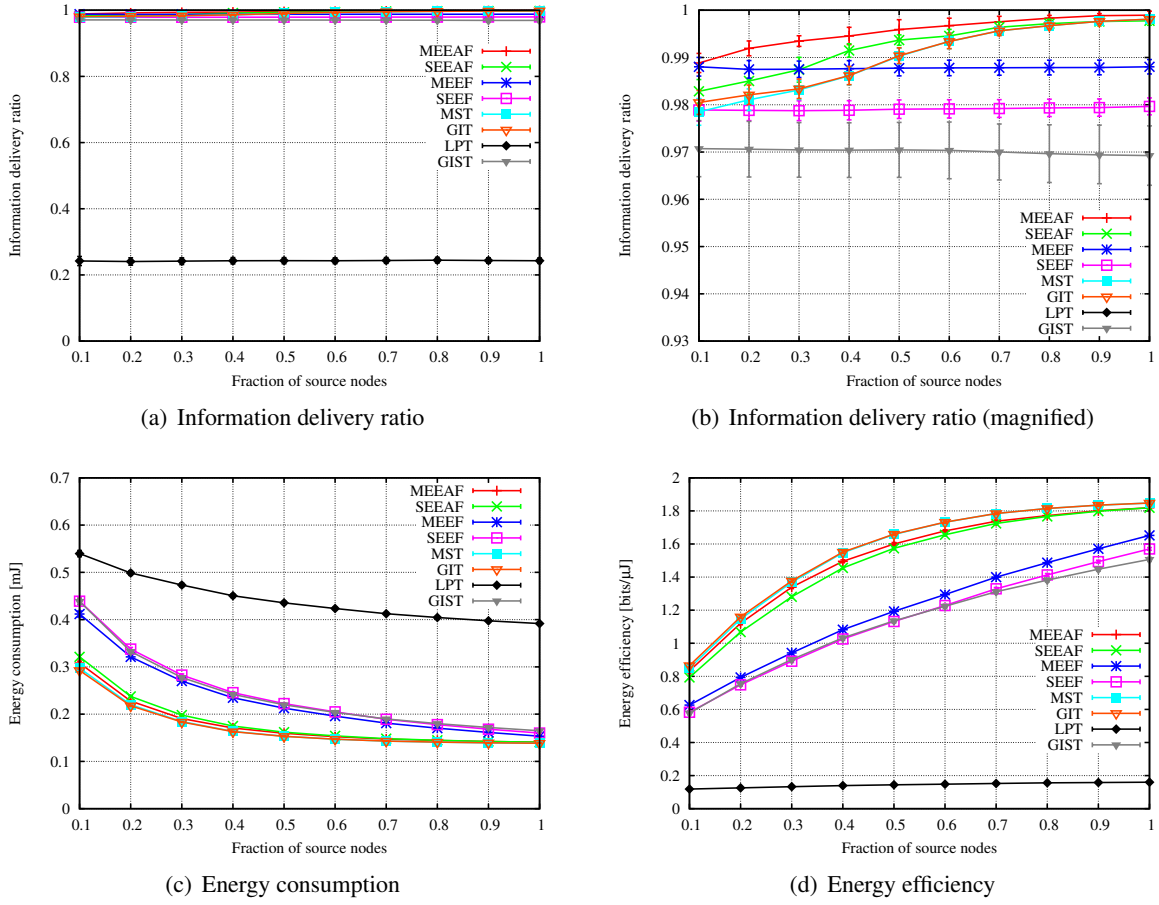 1
0.8
0.6
0.4
0.2
0
Information delivery ratio
MEEAF
SEEAF
MEEF
SEEF
MST
GIT
LPT
GIST
0.1 0.2 0.3 0.4 0.5 0.6 0.7 0.8 0.9 1
Fraction of source nodes
(a) Information delivery ratio
1
0.99
0.98
0.97
0.96
0.95
0.94
0.93
Information delivery ratio
MEEAF
SEEAF
MEEF
SEEF
MST
GIT
LPT
GIST
0.1 0.2 0.3 0.4 0.5 0.6 0.7 0.8 0.9 1
Fraction of source nodes
(b) Information delivery ratio (magnified)
0.7
0.6
0.5
0.4
0.3
0.2
0.1
0
Energy consumption [mJ]
MEEAF
SEEAF
MEEF
SEEF
MST
GIT
LPT
GIST
0.1 0.2 0.3 0.4 0.5 0.6 0.7 0.8 0.9 1
Fraction of source nodes
(c) Energy consumption
2
1.8
1.6
1.4
1.2
1
0.8
0.6
0.4
0.2
0
Energy efficiency [bits/μJ]
MEEAF
SEEAF
MEEF
SEEF
MST
GIT
LPT
GIST
0.1 0.2 0.3 0.4 0.5 0.6 0.7 0.8 0.9 1
Fraction of source nodes
(d) Energy efficiency